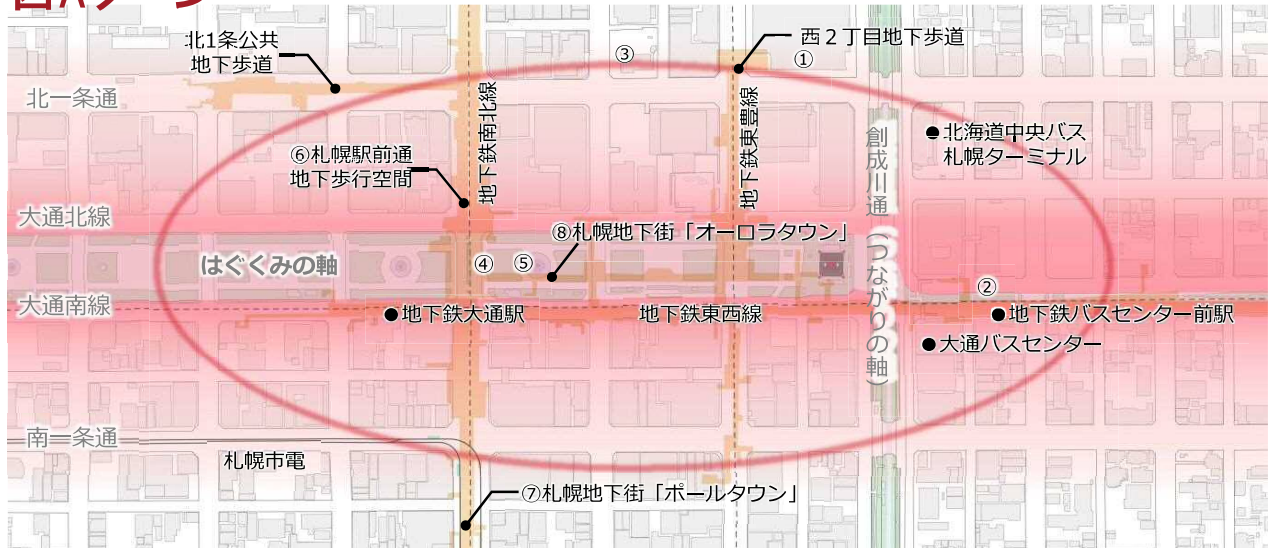 北1条公共
地下歩道
西２丁目地下歩道
①
③
北一条通
地下鉄南北線
地下鉄東豊線
●北海道中央バス
札幌ターミナル
⑥札幌駅前通
地下歩行空間
創成川通（つながりの軸）
大通北線
⑧札幌地下街「オーロラタウン」
はぐくみの軸
④
⑤
②
大通南線
●地下鉄大通駅
地下鉄東西線
●地下鉄バスセンター前駅
●大通バスセンター
南一条通
札幌市電
⑦札幌地下街「ポールタウン」